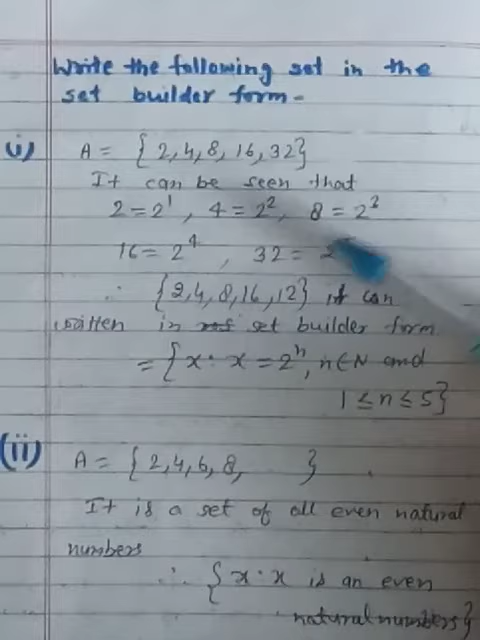 Write the following set in the
set builder form -
(i) A = {2,4,8,16,32}
It can be seen that
2=2¹, 4=2², 8=2³
16=2⁴, 32=2
∴ {2,4,8,16,12} it can
written in set builder form
= {x: x=2ⁿ, n∈N and
1≤n≤5}
(ii) A = {2,4,6,8, }
It is a set of all even natural
numbers
∴ {x:x is an even
natural numbers}